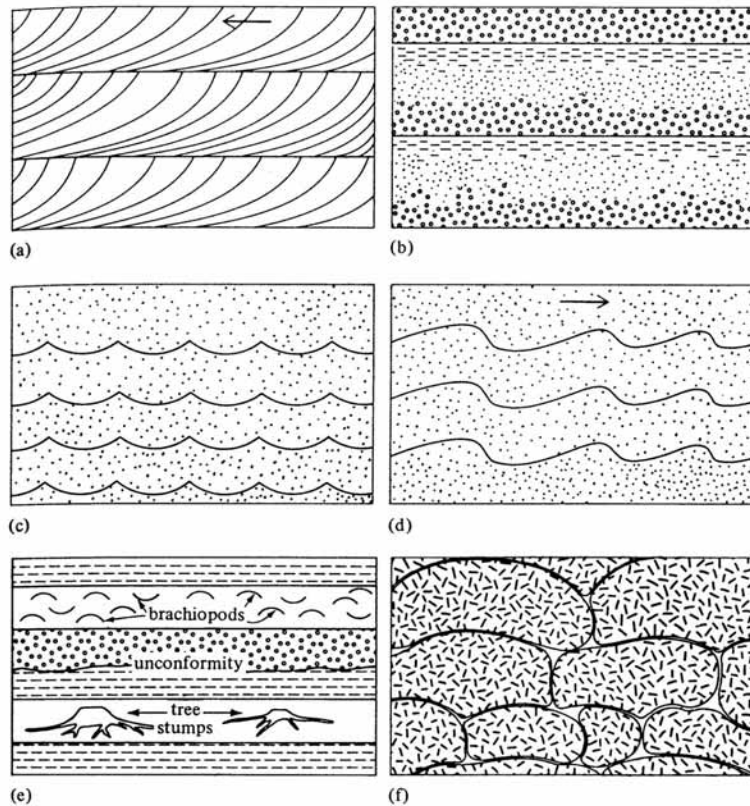 (a)
(b)
(c)
(d)
brachiopods
unconformity
tree
stumps
(e)
(f)